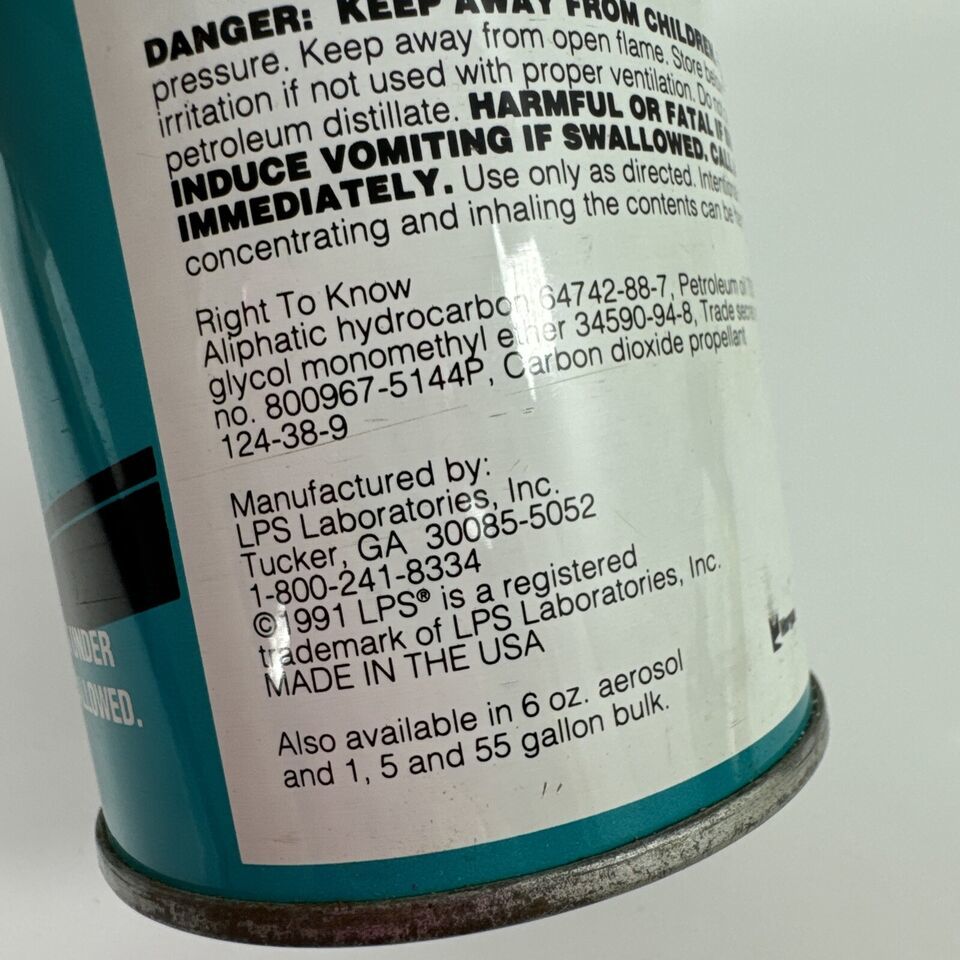 DANGER: KEEP AWAY FROM CHILDREN
pressure. Keep away from open flame. Store
irritation if not used with proper ventilation. Do
petroleum distillate. HARMFUL OR FATAL IF
INDUCE VOMITING IF SWALLOWED.
IMMEDIATELY. Use only as directed.
concentrating and inhaling the contents can be
Right To Know
Aliphatic hydrocarbon 64742-88-7, Petroleum oil
glycol monomethyl ether 34590-94-8, Trade secret
no. 800967-5144P, Carbon dioxide propellant
124-38-9
Manufactured by:
LPS Laboratories, Inc.
Tucker, GA 30085-5052
1-800-241-8334
©1991 LPS® is a registered
trademark of LPS Laboratories, Inc.
MADE IN THE USA
Also available in 6 oz. aerosol
and 1, 5 and 55 gallon bulk.
UNDER
LLOWED.